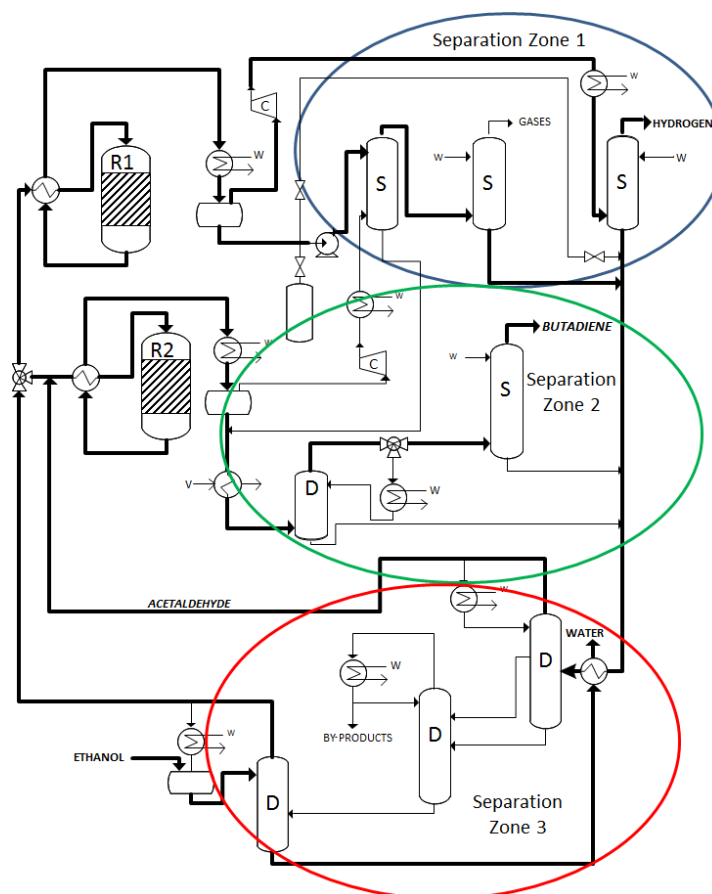 Separation Zone 1
W
C
GASES
HYDROGEN
R1
W
S
W
S
W
S
W
R2
W
C
BUTADIENE
W
S
Separation
Zone 2
V
D
W
ACETALDEHYDE
W
WATER
W
D
BY-PRODUCTS
D
W
ETHANOL
D
Separation
Zone 3